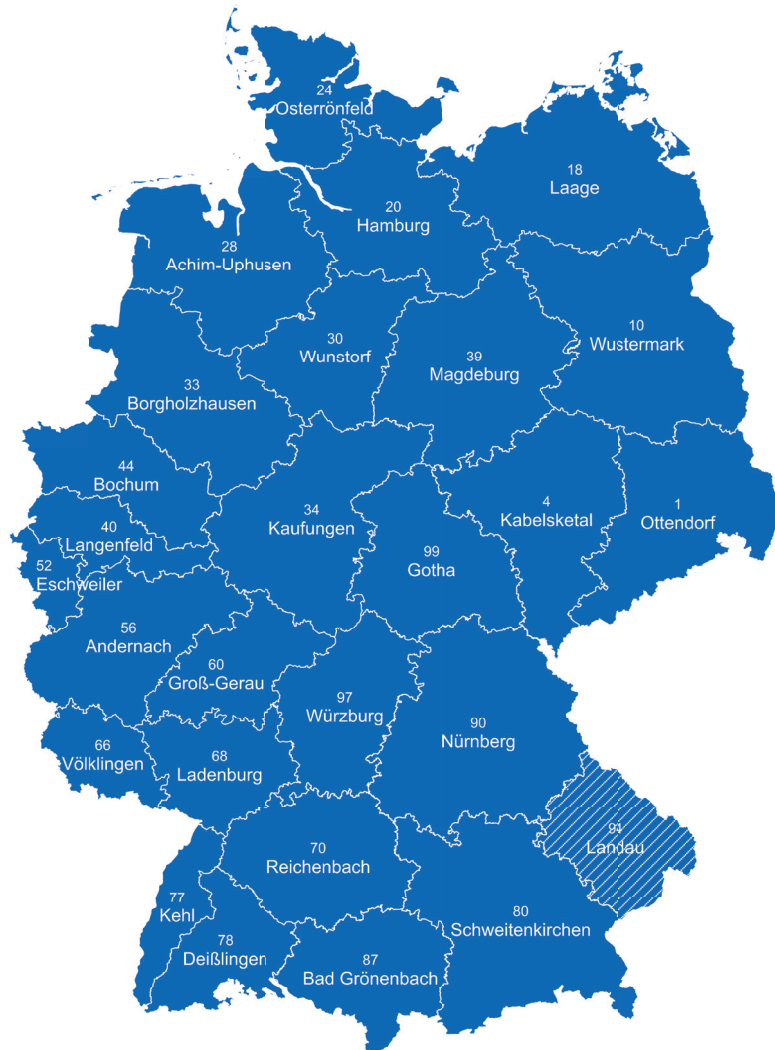 24
Osterrönfeld
18
Laage
20
Hamburg
28
Achim-Uphusen
10
Wustermark
30
Wunstorf
39
Magdeburg
33
Borgholzhausen
44
Bochum
34
Kaufungen
4
Kabelsketal
1
Ottendorf
40
Langenfeld
99
Gotha
52
Eschweiler
56
Andernach
60
Groß-Gerau
97
Würzburg
90
Nürnberg
66
Völklingen
68
Ladenburg
94
Landau
70
Reichenbach
77
Kehl
80
Schweitenkirchen
78
Deißlingen
87
Bad Grönenbach